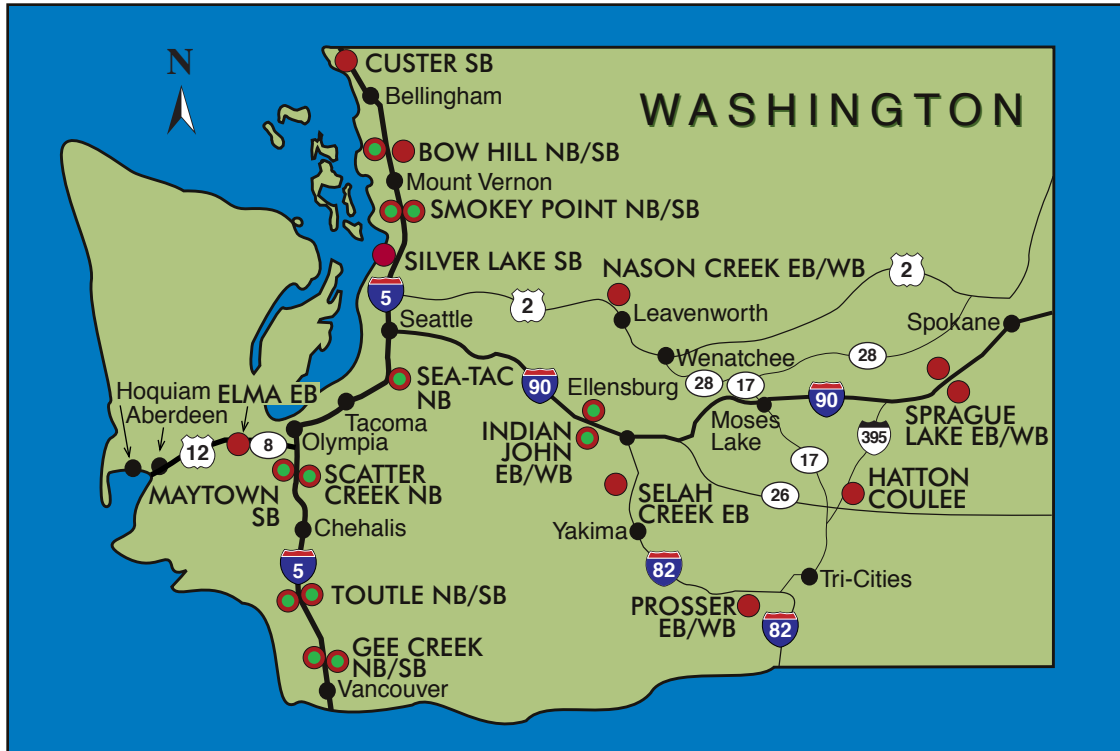 N
CUSTER SB
Bellingham
WASHINGTON
BOW HILL NB/SB
Mount Vernon
SMOKEY POINT NB/SB
SILVER LAKE SB
NASON CREEK EB/WB
2
5
2
Leavenworth
Spokane
Seattle
Wenatchee
28
SEA-TAC
NB
90
Ellensburg
28
17
90
Hoquiam
ELMA EB
Aberdeen
Tacoma
Moses
Lake
SPRAGUE
LAKE EB/WB
12
8
Olympia
INDIAN
JOHN
EB/WB
395
17
MAYTOWN
SB
SCATTER
CREEK NB
SELAH
CREEK EB
26
HATTON
COULEE
Chehalis
Yakima
5
82
Tri-Cities
TOUTLE NB/SB
PROSSER
EB/WB
82
GEE CREEK
NB/SB
Vancouver